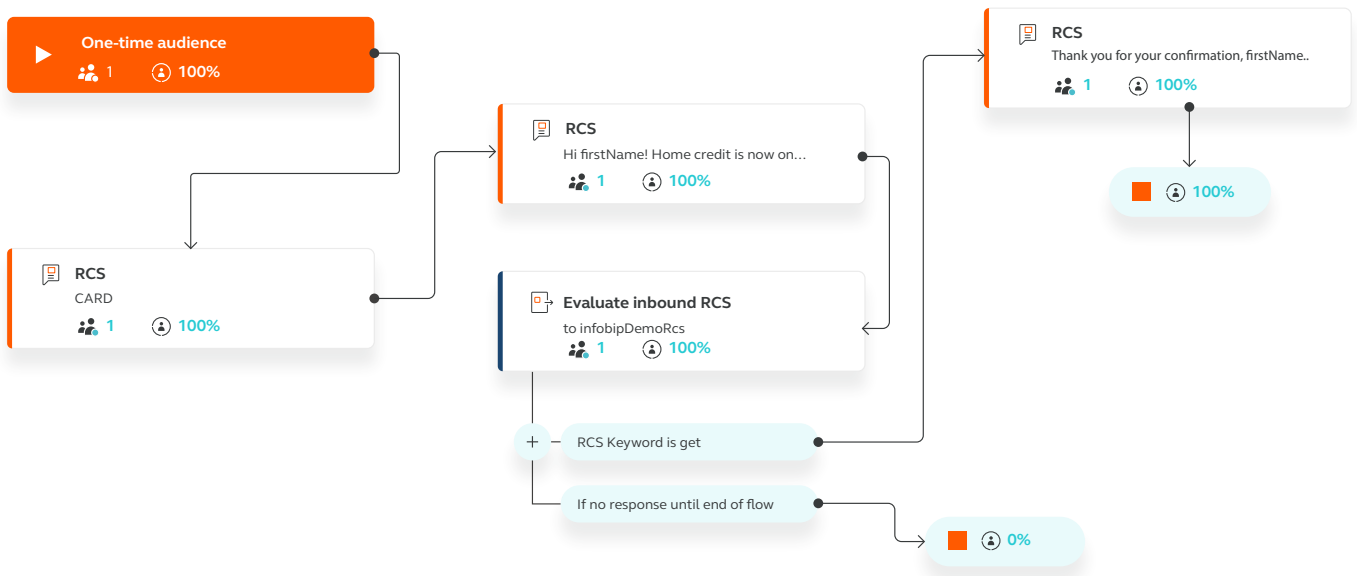 One-time audience
1 100%
RCS
CARD
1 100%
RCS
Hi firstName! Home credit is now on...
1 100%
Evaluate inbound RCS
to infobipDemoRcs
1 100%
+
RCS Keyword is get
If no response until end of flow
RCS
Thank you for your confirmation, firstName..
1 100%
100%
0%